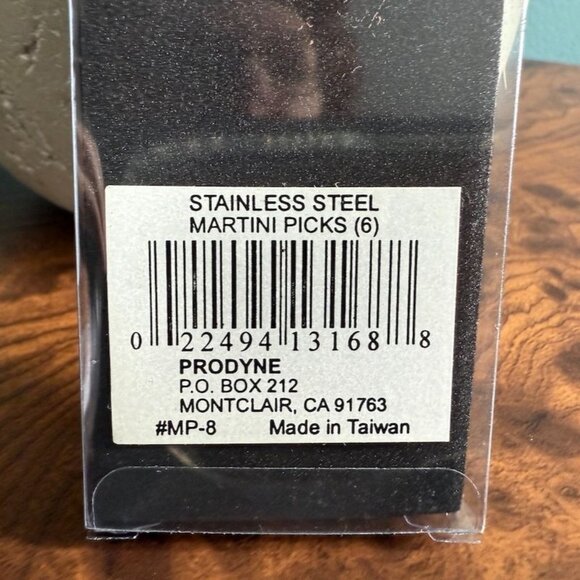 STAINLESS STEEL
MARTINI PICKS (6)
0 22494 13168 8
PRODYNE
P.O. BOX 212
MONTCLAIR, CA 91763
#MP-8 Made in Taiwan